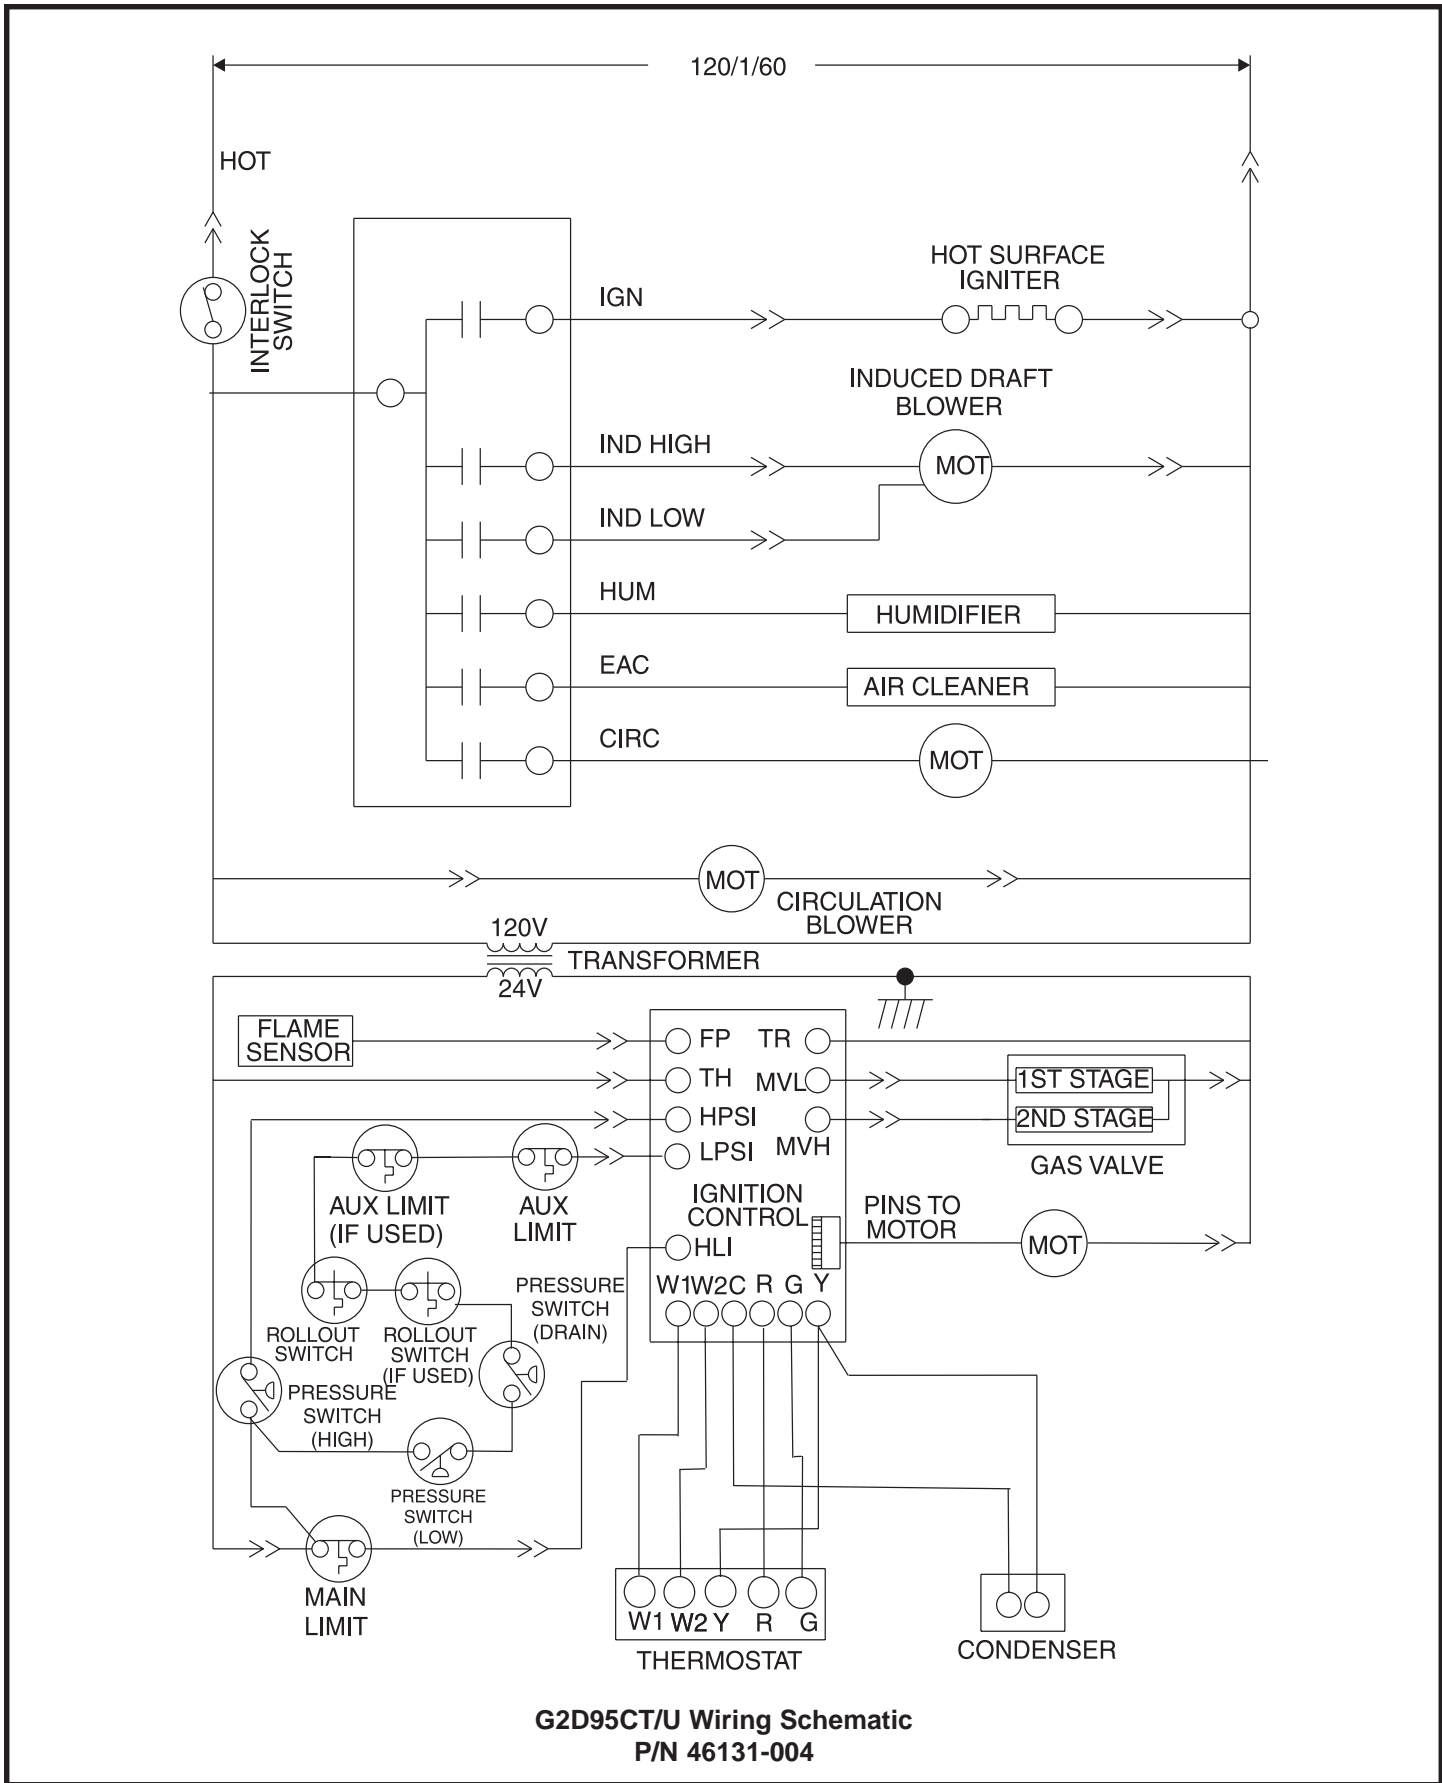 120/1/60
HOT
INTERLOCK
SWITCH
IGN
HOT SURFACE
IGNITER
INDUCED DRAFT
BLOWER
IND HIGH
MOT
IND LOW
HUM
HUMIDIFIER
EAC
AIR CLEANER
CIRC
MOT
MOT
CIRCULATION
BLOWER
120V
TRANSFORMER
24V
FLAME
SENSOR
FP
TR
TH
MVL
1ST STAGE
HPSI
2ND STAGE
LPSI
MVH
GAS VALVE
AUX LIMIT
(IF USED)
AUX
LIMIT
IGNITION
CONTROL
PINS TO
MOTOR
MOT
HLI
W1 W2 C R G Y
PRESSURE
SWITCH
(DRAIN)
ROLLOUT
SWITCH
ROLLOUT
SWITCH
(IF USED)
PRESSURE
SWITCH
(HIGH)
PRESSURE
SWITCH
(LOW)
MAIN
LIMIT
W1 W2 Y R G
THERMOSTAT
CONDENSER
G2D95CT/U Wiring Schematic
P/N 46131-004